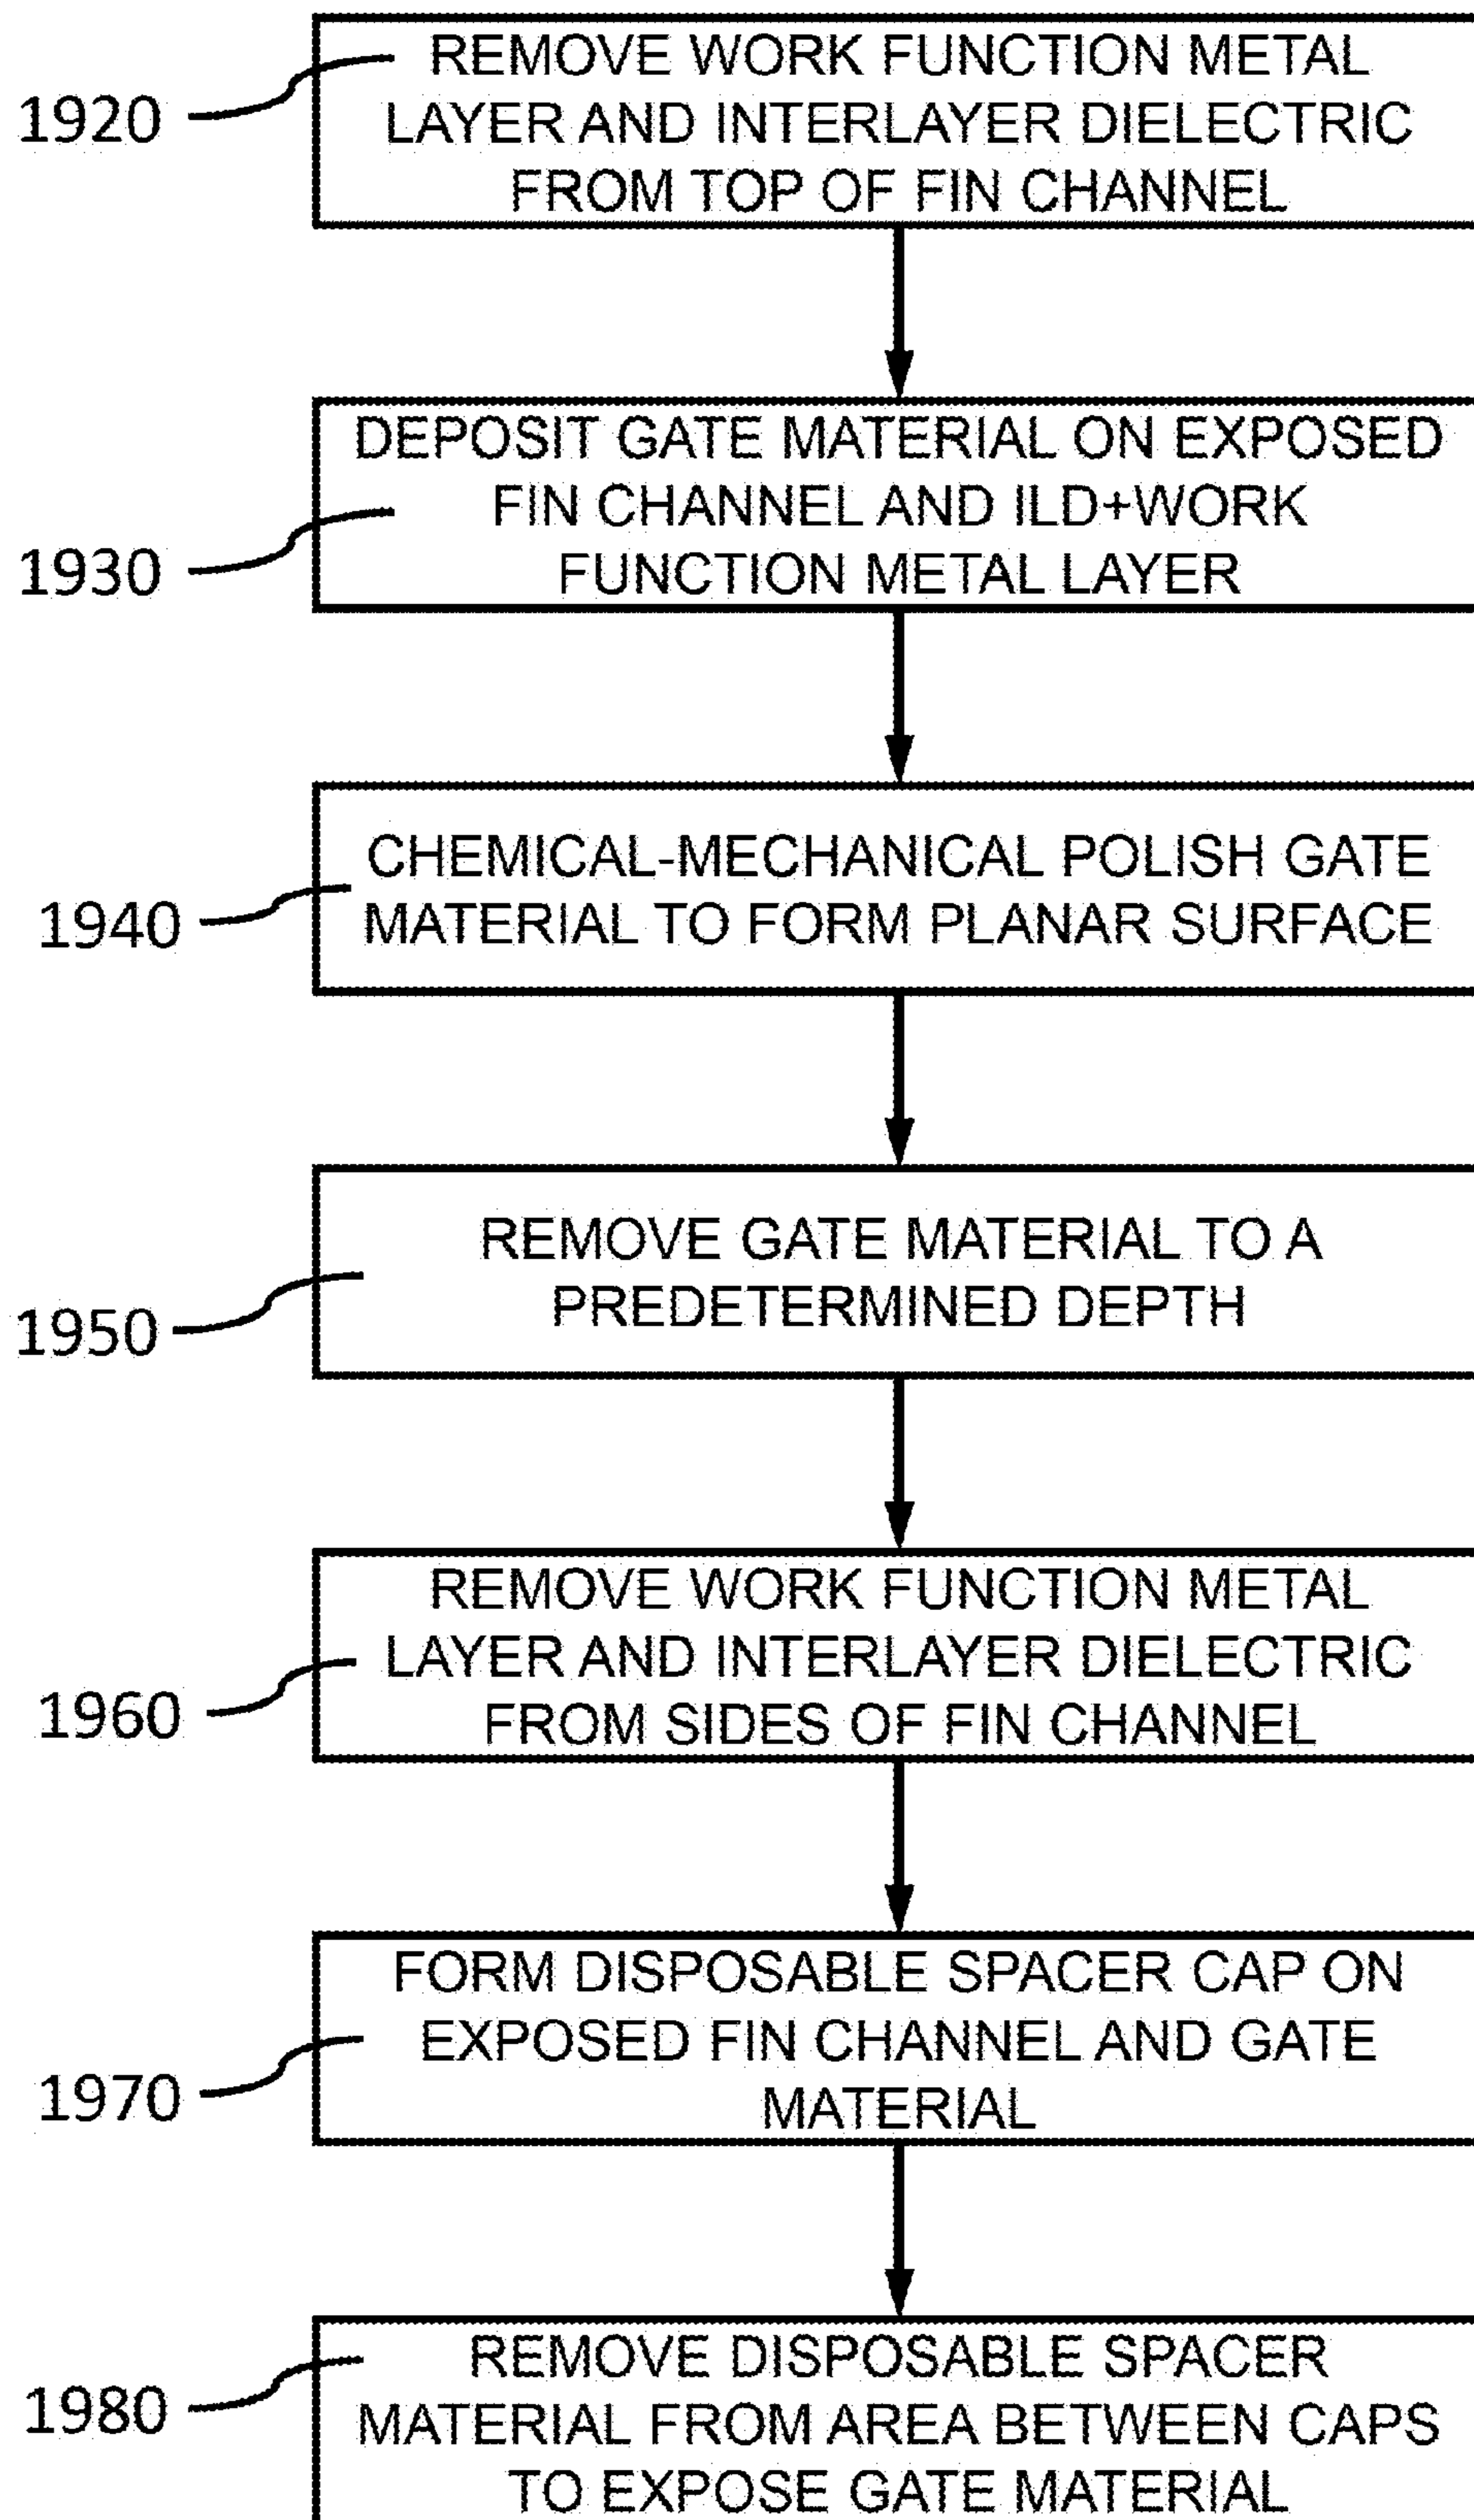 REMOVE WORK FUNCTION METAL
LAYER AND INTERLAYER DIELECTRIC
FROM TOP OF FIN CHANNEL
1920
DEPOSIT GATE MATERIAL ON EXPOSED
FIN CHANNEL AND ILD+WORK
FUNCTION METAL LAYER
1930
CHEMICAL-MECHANICAL POLISH GATE
MATERIAL TO FORM PLANAR SURFACE
1940
REMOVE GATE MATERIAL TO A
PREDETERMINED DEPTH
1950
REMOVE WORK FUNCTION METAL
LAYER AND INTERLAYER DIELECTRIC
FROM SIDES OF FIN CHANNEL
1960
FORM DISPOSABLE SPACER CAP ON
EXPOSED FIN CHANNEL AND GATE
MATERIAL
1970
REMOVE DISPOSABLE SPACER
MATERIAL FROM AREA BETWEEN CAPS
TO EXPOSE GATE MATERIAL
1980